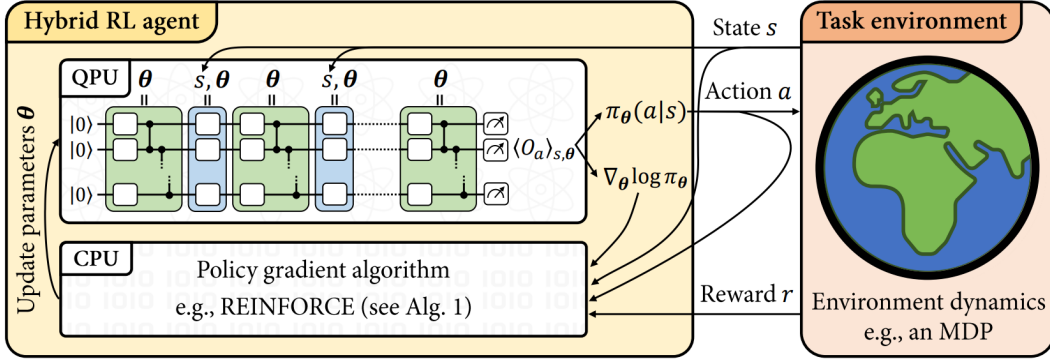 Hybrid RL agent
State s
Task environment
QPU
θ
s, θ
θ
s, θ
θ
|0⟩
|0⟩
|0⟩
⟨O_a⟩_{s,θ}
π_θ(a|s)
∇_θ log π_θ
Action a
Update parameters θ
CPU
Policy gradient algorithm
e.g., REINFORCE (see Alg. 1)
Reward r
Environment dynamics
e.g., an MDP